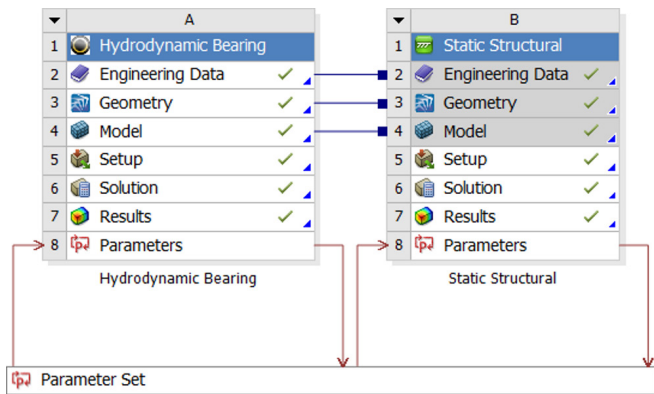 A
1 Hydrodynamic Bearing
2 Engineering Data
3 Geometry
4 Model
5 Setup
6 Solution
7 Results
8 Parameters
Hydrodynamic Bearing
B
1 Static Structural
2 Engineering Data
3 Geometry
4 Model
5 Setup
6 Solution
7 Results
8 Parameters
Static Structural
Parameter Set